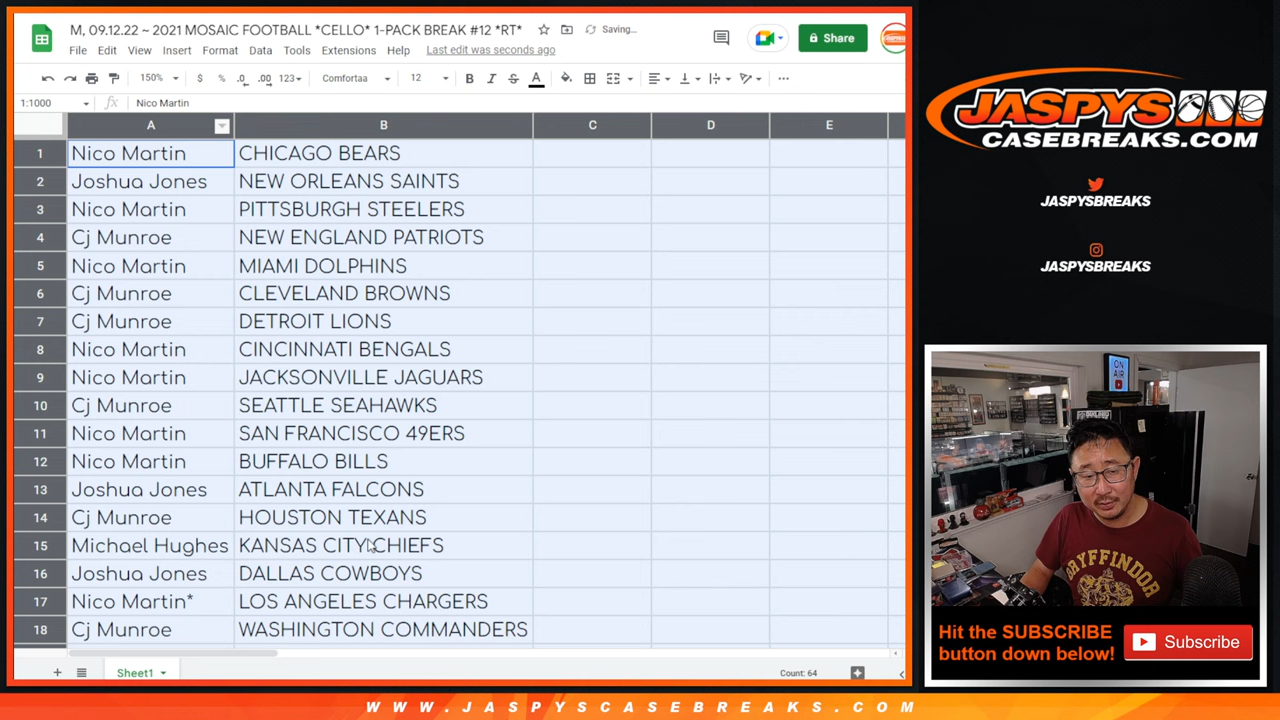 M, 09.12.22 ~ 2021 MOSAIC FOOTBALL *CELLO* 1-PACK BREAK #12 *RT*
Saving...
File Edit View Insert Format Data Tools Extensions Help Last edit was seconds ago
Share
150% $ % .0 .00 123 Comfortaa 12 B I S A
1:1000 fx Nico Martin
A B C D E
1 Nico Martin CHICAGO BEARS
2 Joshua Jones NEW ORLEANS SAINTS
3 Nico Martin PITTSBURGH STEELERS
4 Cj Munroe NEW ENGLAND PATRIOTS
5 Nico Martin MIAMI DOLPHINS
6 Cj Munroe CLEVELAND BROWNS
7 Cj Munroe DETROIT LIONS
8 Nico Martin CINCINNATI BENGALS
9 Nico Martin JACKSONVILLE JAGUARS
10 Cj Munroe SEATTLE SEAHAWKS
11 Nico Martin SAN FRANCISCO 49ERS
12 Nico Martin BUFFALO BILLS
13 Joshua Jones ATLANTA FALCONS
14 Cj Munroe HOUSTON TEXANS
15 Michael Hughes KANSAS CITY CHIEFS
16 Joshua Jones DALLAS COWBOYS
17 Nico Martin* LOS ANGELES CHARGERS
18 Cj Munroe WASHINGTON COMMANDERS
Sheet1
Count: 64
JASPYS
CASEBREAKS.COM
JASPYSBREAKS
JASPYSBREAKS
ON AIR
GRYFFINDOR
Hit the SUBSCRIBE
button down below!
Subscribe
WWW.JASPYSCASEBREAKS.COM